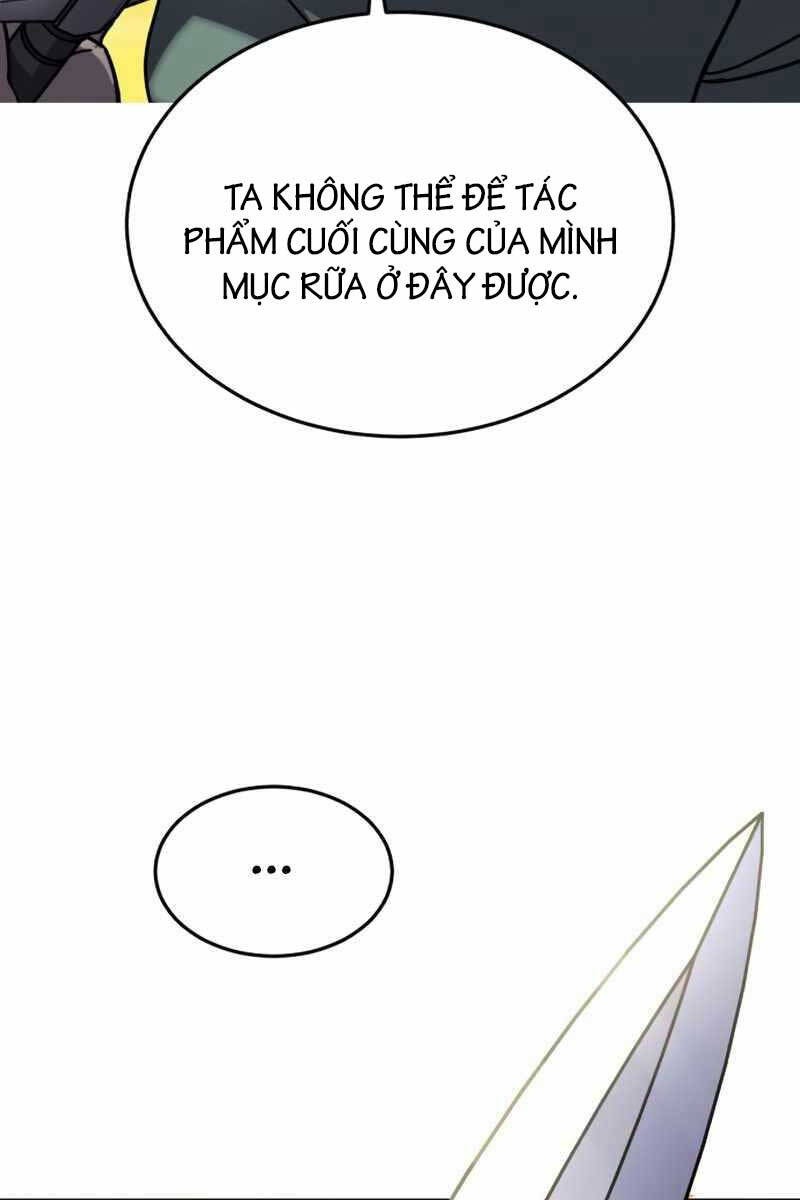 TA KHÔNG THỂ ĐỂ TÁC
PHẨM CUỐI CÙNG CỦA MÌNH
MỤC RỮA Ở ĐÂY ĐƯỢC.
...